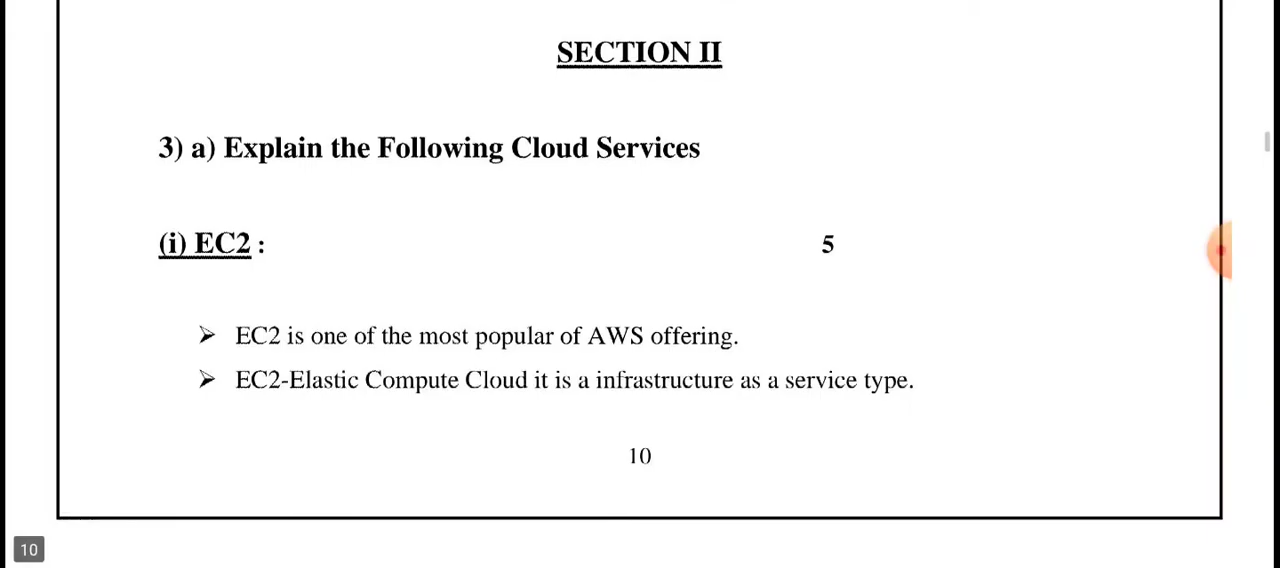 SECTION II
3) a) Explain the Following Cloud Services
(i) EC2 : 5
➢ EC2 is one of the most popular of AWS offering.
➢ EC2-Elastic Compute Cloud it is a infrastructure as a service type.
10
10